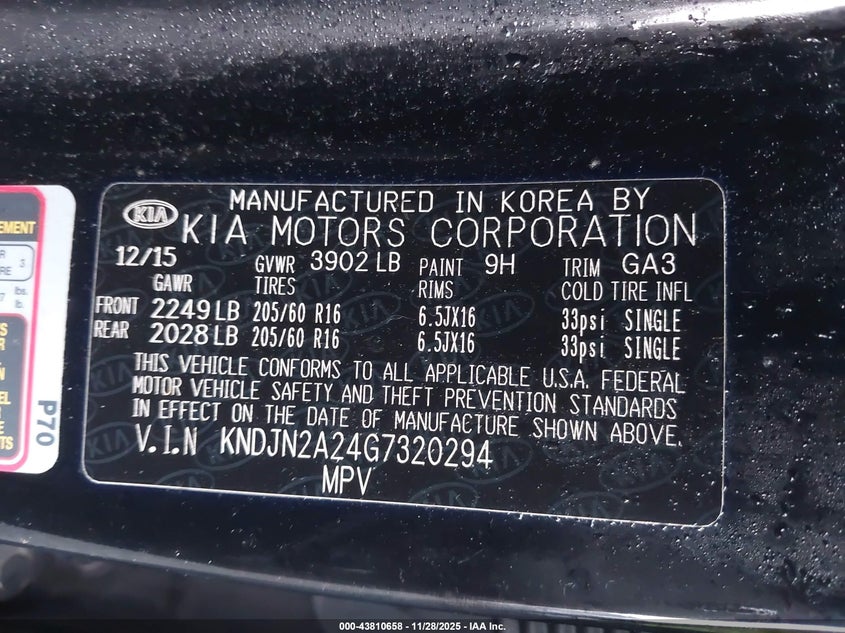 MANUFACTURED IN KOREA BY
KIA KIA MOTORS CORPORATION
12/15 GVWR 3902 LB PAINT 9H TRIM GA3
GAWR TIRES RIMS COLD TIRE INFL
FRONT 2249 LB 205/60 R16 6.5JX16 33psi SINGLE
REAR 2028 LB 205/60 R16 6.5JX16 33psi SINGLE
THIS VEHICLE CONFORMS TO ALL APPLICABLE U.S.A. FEDERAL
MOTOR VEHICLE SAFETY AND THEFT PREVENTION STANDARDS
IN EFFECT ON THE DATE OF MANUFACTURE SHOWN ABOVE.
V.I.N KNDJN2A24G7320294
MPV
P70
000-43810658 - 11/28/2025 - IAA Inc.